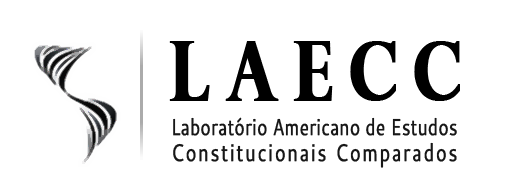 LAECC
Laboratório Americano de Estudos
Constitucionais Comparados